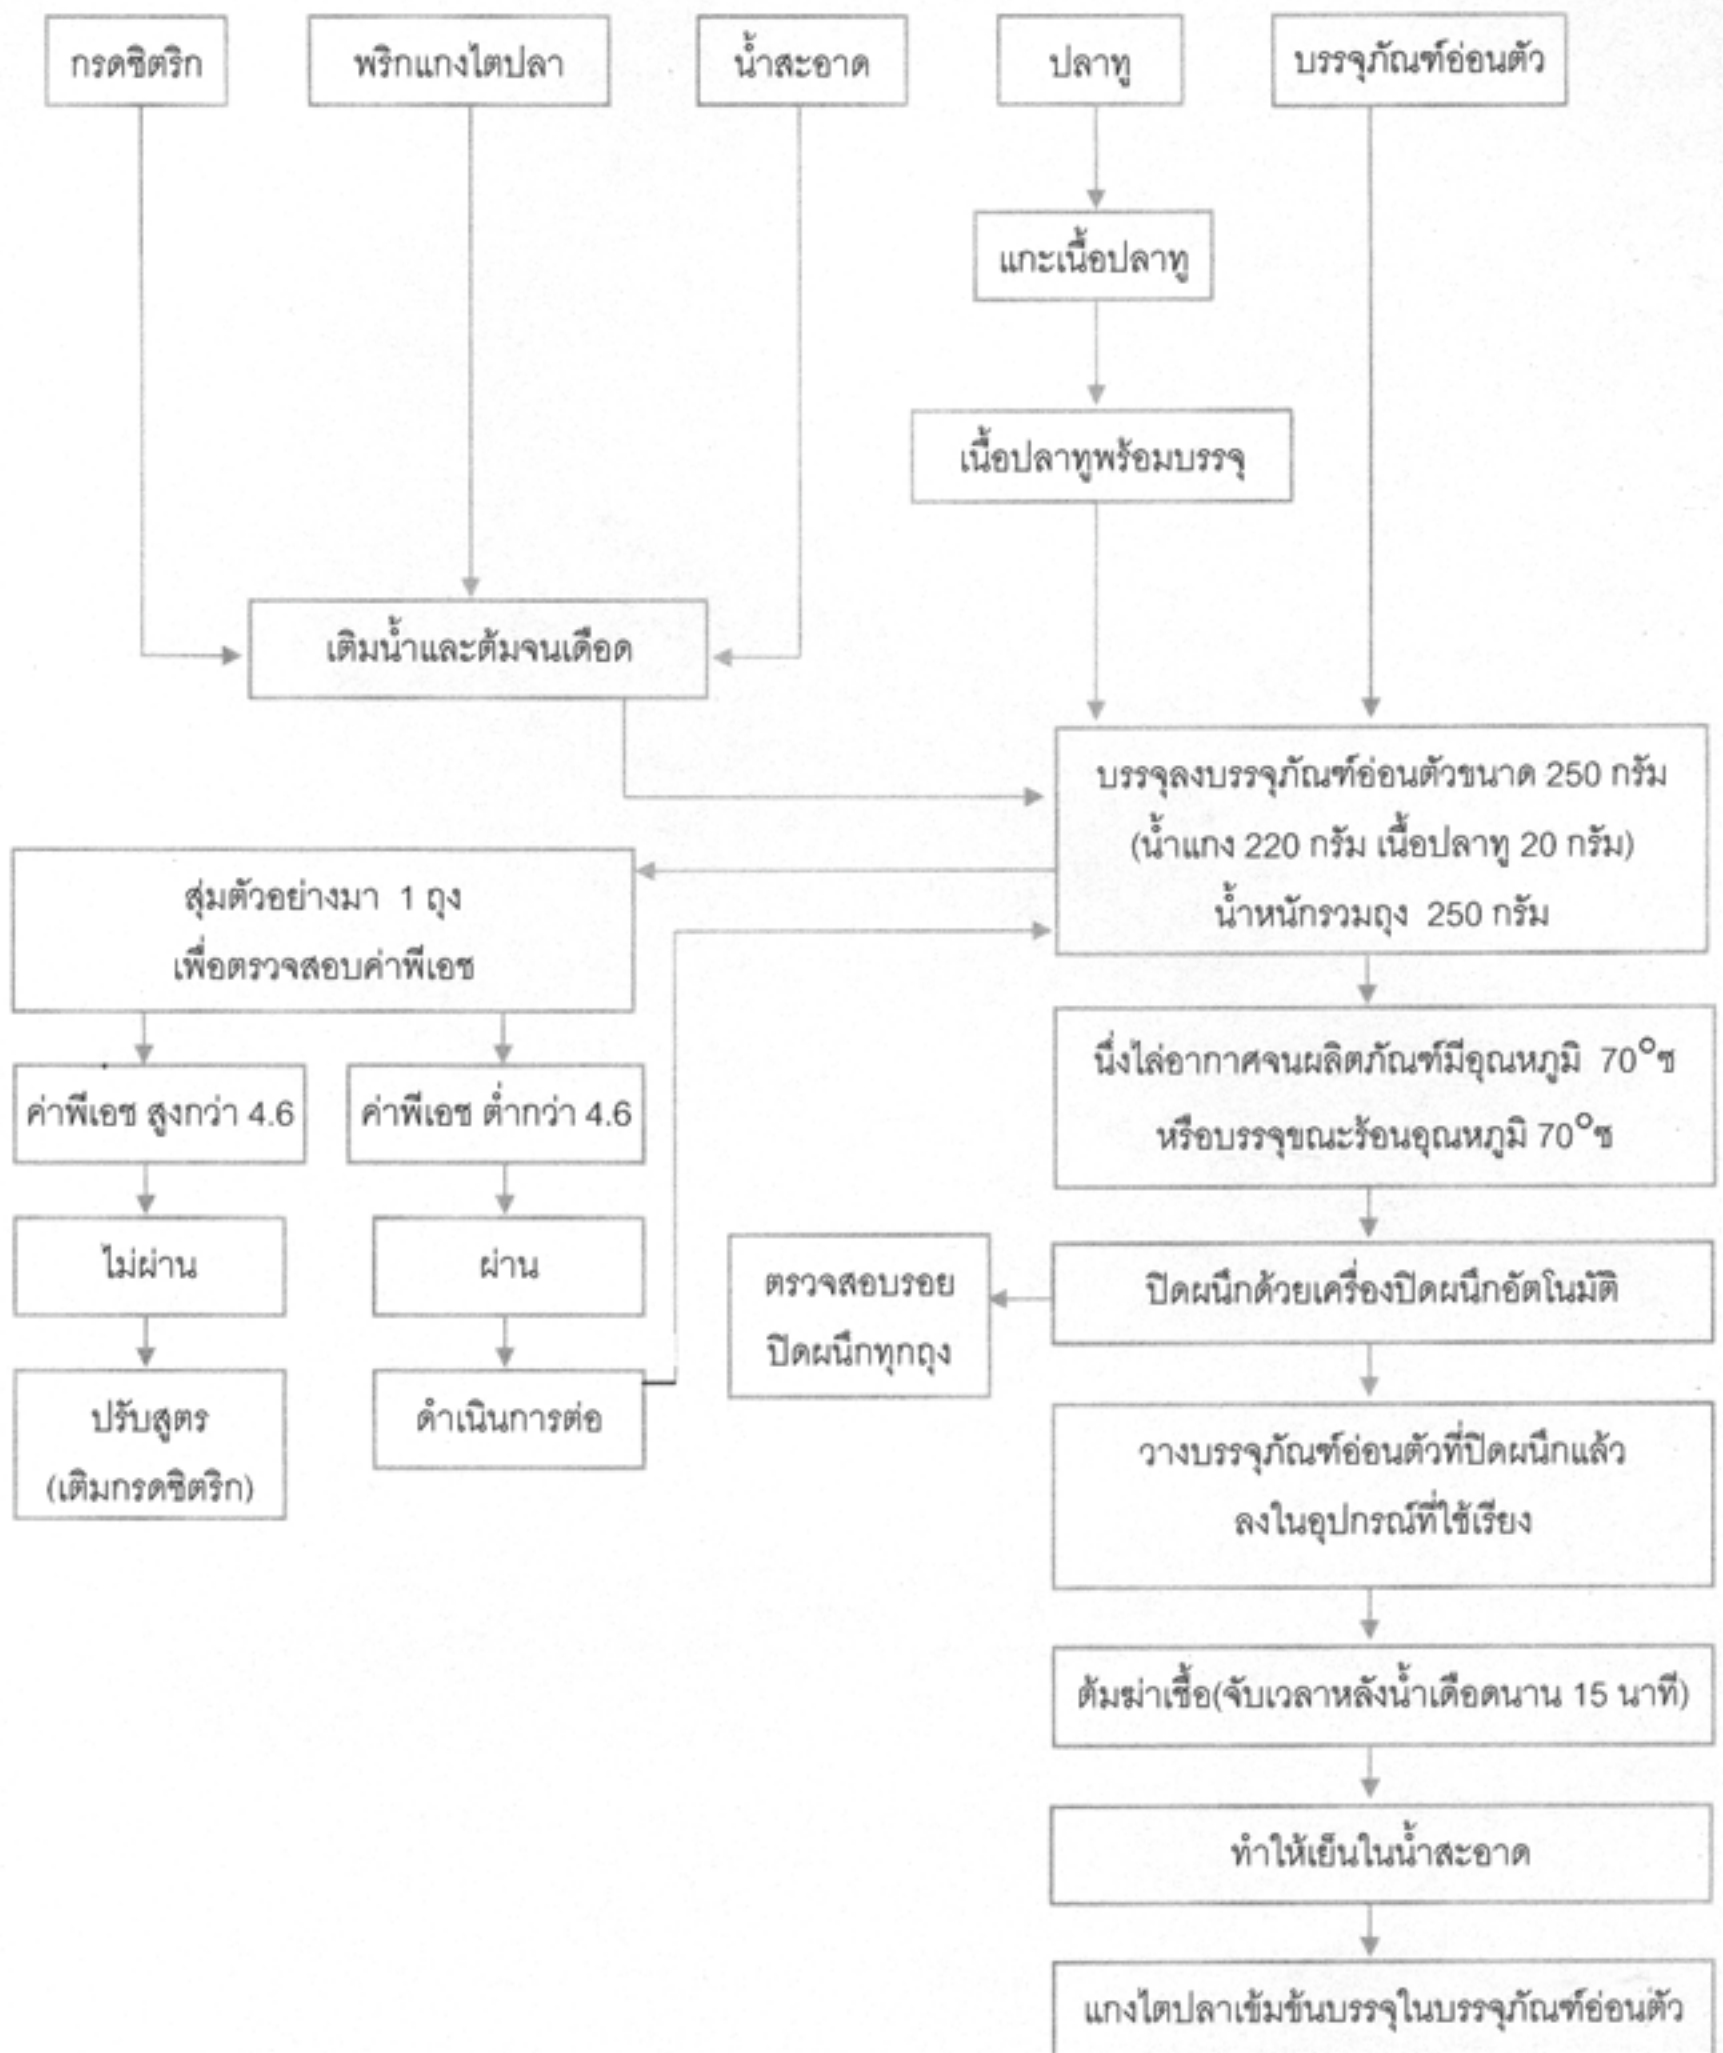 กรดซิตริก
พริกแกงไตปลา
น้ำสะอาด
ปลาทู
บรรจุภัณฑ์อ่อนตัว
แกะเนื้อปลาทู
เนื้อปลาทูพร้อมบรรจุ
เติมน้ำและต้มจนเดือด
บรรจุลงบรรจุภัณฑ์อ่อนตัวขนาด 250 กรัม
(น้ำแกง 220 กรัม เนื้อปลาทู 20 กรัม)
น้ำหนักรวมถุง 250 กรัม
สุ่มตัวอย่างมา 1 ถุง
เพื่อตรวจสอบค่าพีเอช
ค่าพีเอช สูงกว่า 4.6
ค่าพีเอช ต่ำกว่า 4.6
ไม่ผ่าน
ผ่าน
ปรับสูตร
(เติมกรดซิตริก)
ดำเนินการต่อ
นึ่งไล่อากาศจนผลิตภัณฑ์มีอุณหภูมิ 70°ซ
หรือบรรจุขณะร้อนอุณหภูมิ 70°ซ
ปิดผนึกด้วยเครื่องปิดผนึกอัตโนมัติ
ตรวจสอบรอย
ปิดผนึกทุกถุง
วางบรรจุภัณฑ์อ่อนตัวที่ปิดผนึกแล้ว
ลงในอุปกรณ์ที่ใช้เรียง
ต้มฆ่าเชื้อ(จับเวลาหลังน้ำเดือดนาน 15 นาที)
ทำให้เย็นในน้ำสะอาด
แกงไตปลาเข้มข้นบรรจุในบรรจุภัณฑ์อ่อนตัว